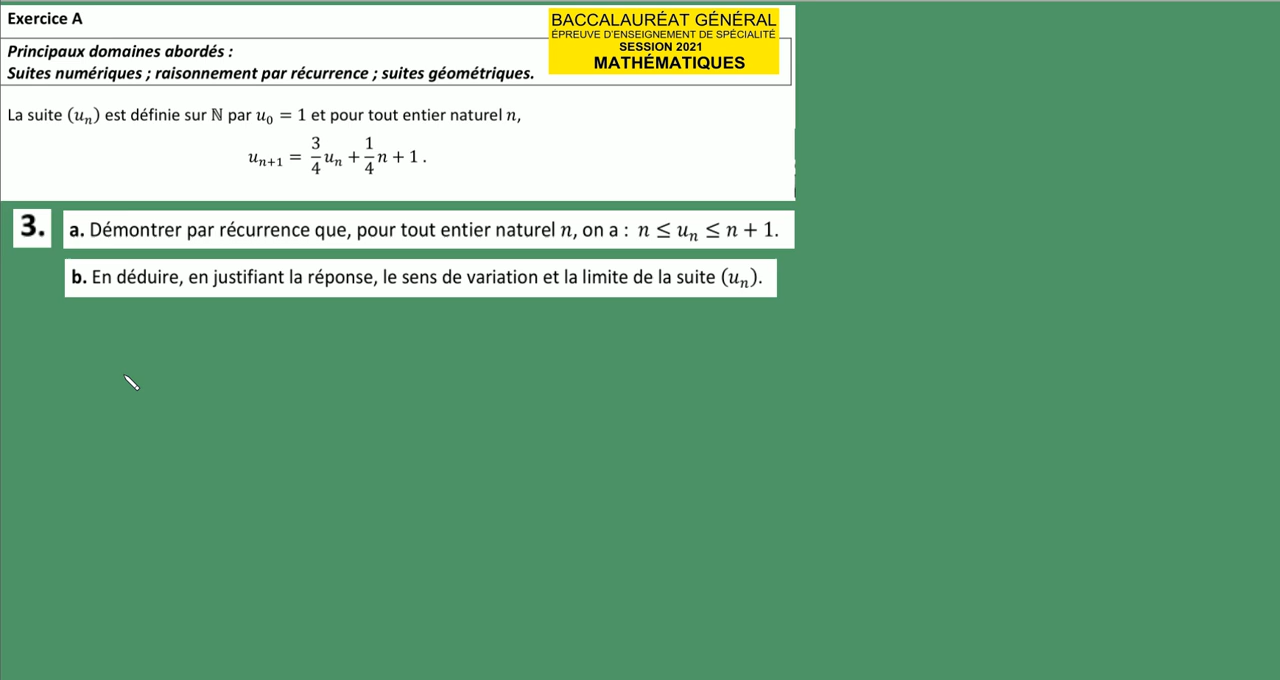 Exercice A
BACCALAURÉAT GÉNÉRAL
ÉPREUVE D'ENSEIGNEMENT DE SPÉCIALITÉ
SESSION 2021
MATHÉMATIQUES
Principaux domaines abordés :
Suites numériques ; raisonnement par récurrence ; suites géométriques.
La suite (uₙ) est définie sur ℕ par u₀ = 1 et pour tout entier naturel n,
uₙ₊₁ = 3/4 uₙ + 1/4 n + 1 .
3. a. Démontrer par récurrence que, pour tout entier naturel n, on a : n ≤ uₙ ≤ n + 1.
b. En déduire, en justifiant la réponse, le sens de variation et la limite de la suite (uₙ).